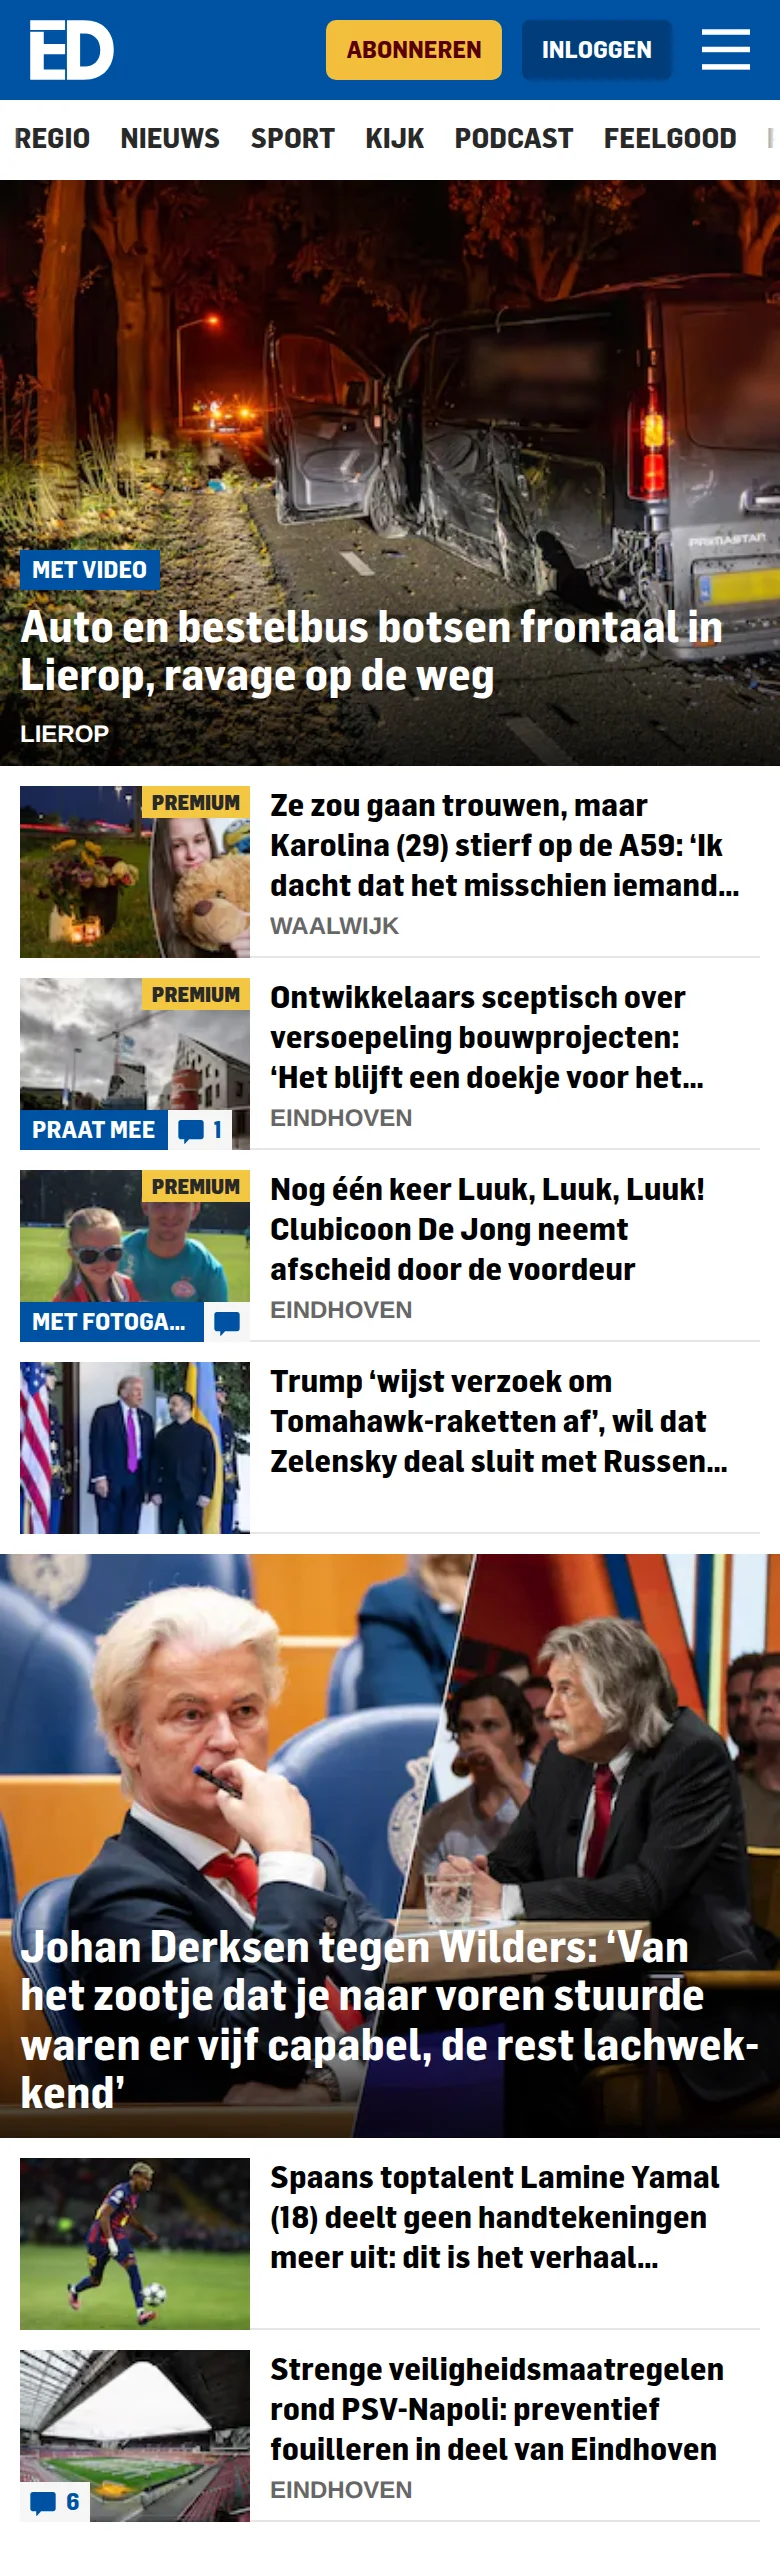 ED
ABONNEREN
INLOGGEN
REGIO NIEUWS SPORT KIJK PODCAST FEELGOOD
MET VIDEO
Auto en bestelbus botsen frontaal in
Lierop, ravage op de weg
LIEROP
PRIMASTAR
PREMIUM
Ze zou gaan trouwen, maar
Karolina (29) stierf op de A59: ‘Ik
dacht dat het misschien iemand...
WAALWIJK
PREMIUM
PRAAT MEE
1
Ontwikkelaars sceptisch over
versoepeling bouwprojecten:
‘Het blijft een doekje voor het...
EINDHOVEN
PREMIUM
MET FOTOGA...
Nog één keer Luuk, Luuk, Luuk!
Clubicoon De Jong neemt
afscheid door de voordeur
EINDHOVEN
Trump ‘wijst verzoek om
Tomahawk-raketten af’, wil dat
Zelensky deal sluit met Russen...
Johan Derksen tegen Wilders: ‘Van
het zootje dat je naar voren stuurde
waren er vijf capabel, de rest lachwek-
kend’
Spaans toptalent Lamine Yamal
(18) deelt geen handtekeningen
meer uit: dit is het verhaal...
6
Strenge veiligheidsmaatregelen
rond PSV-Napoli: preventief
fouilleren in deel van Eindhoven
EINDHOVEN